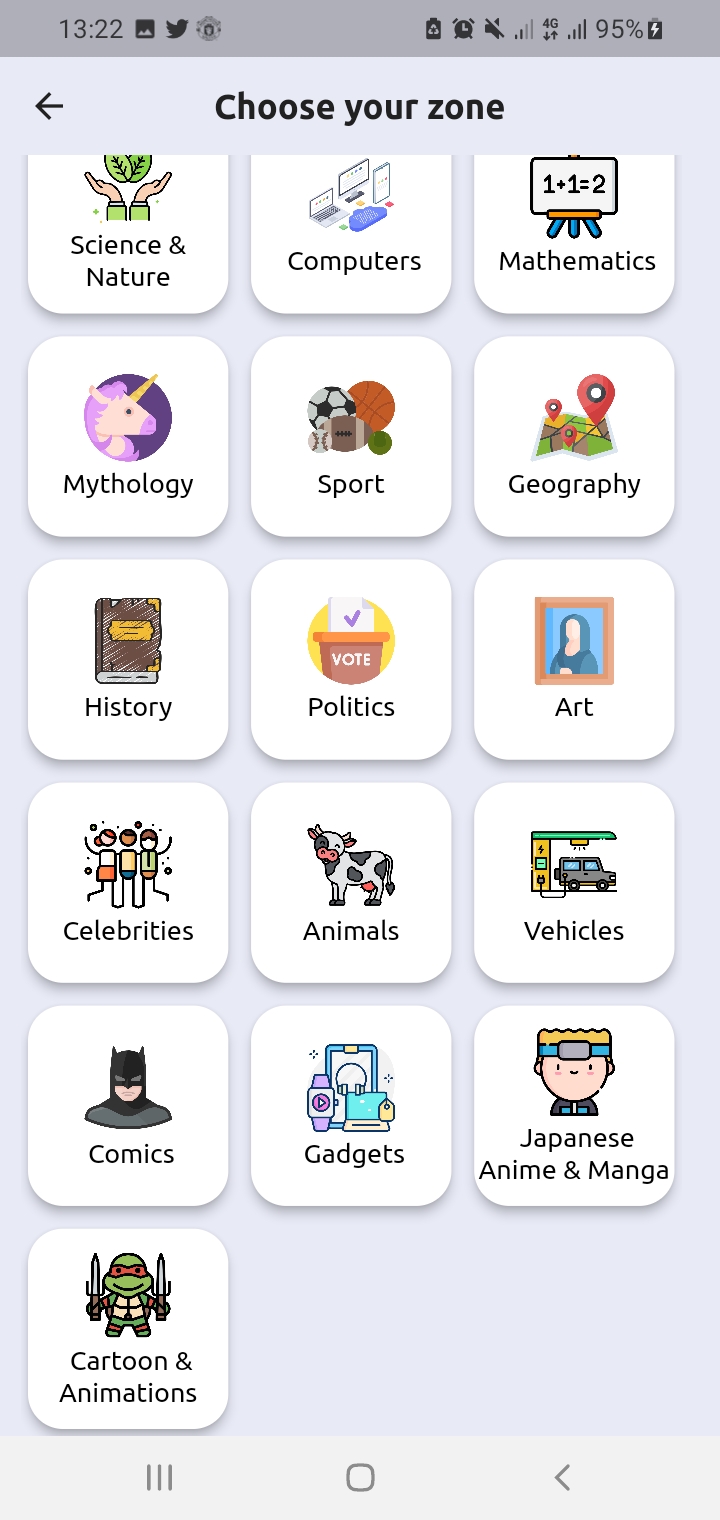 13:22
4G
95%
Choose your zone
1+1=2
Science &
Nature
Computers
Mathematics
Mythology
Sport
Geography
VOTE
History
Politics
Art
Celebrities
Animals
Vehicles
Comics
Gadgets
Japanese
Anime & Manga
Cartoon &
Animations